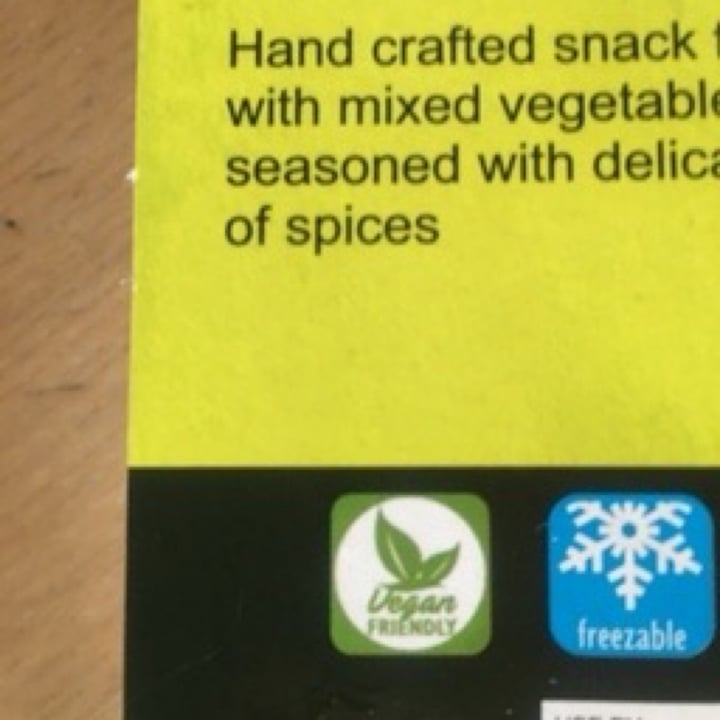 Hand crafted snack
with mixed vegetable
seasoned with delica
of spices
Vegan
FRIENDLY
freezable